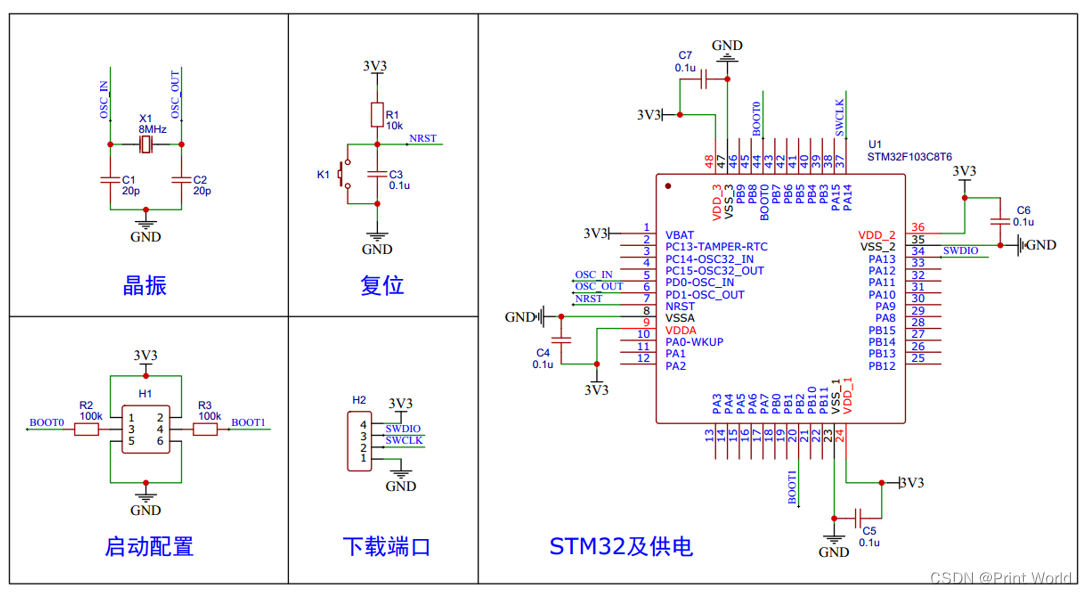 OSC_IN
OSC_OUT
X1
8MHz
C1
20p
C2
20p
GND
晶振
3V3
R1
10k
NRST
K1
C3
0.1u
GND
复位
3V3
H1
R2
100k
R3
100k
BOOT0
BOOT1
1 2
3 4
5 6
GND
启动配置
H2
3V3
4
3 SWDIO
2 SWCLK
1
GND
下载端口
GND
C7
0.1u
3V3
BOOT0
SWCLK
U1
STM32F103C8T6
48 47 46 45 44 43 42 41 40 39 38 37
VDD_3 VSS_3 PB9 PB8 BOOT0 PB7 PB6 PB5 PB4 PB3 PA15 PA14
3V3 1 VBAT
2 PC13-TAMPER-RTC
3 PC14-OSC32_IN
4 PC15-OSC32_OUT
OSC_IN 5 PD0-OSC_IN
OSC_OUT 6 PD1-OSC_OUT
NRST 7 NRST
GND 8 VSSA
9 VDDA
10 PA0-WKUP
11 PA1
12 PA2
C4
0.1u
3V3
3V3
C6
0.1u
VDD_2 36
VSS_2 35 GND
PA13 34 SWDIO
PA12 33
PA11 32
PA10 31
PA9 30
PA8 29
PB15 28
PB14 27
PB13 26
PB12 25
PA3 PA4 PA5 PA6 PA7 PB0 PB1 PB2 PB10 PB11 VSS_1 VDD_1
13 14 15 16 17 18 19 20 21 22 23 24
BOOT1
3V3
C5
0.1u
GND
STM32及供电
CSDN @Print World